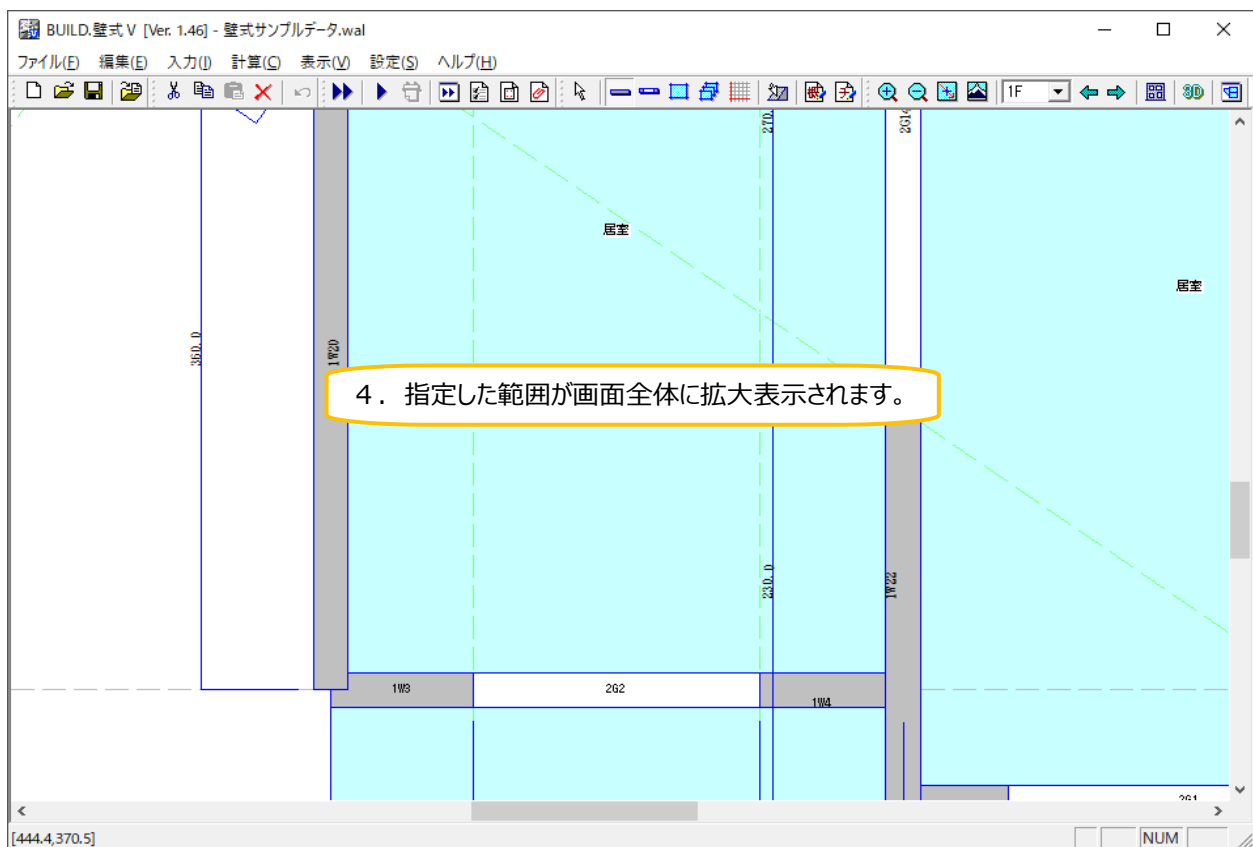 BUILD.壁式Ⅴ [Ver. 1.46] - 壁式サンプルデータ.wal
ファイル(F) 編集(E) 入力(I) 計算(C) 表示(V) 設定(S) ヘルプ(H)
1F
3D
270.
2G14
居室
居室
360.0
1W20
4．指定した範囲が画面全体に拡大表示されます。
230.0
1W22
1W3
2G2
1W4
2G1
[444.4,370.5]
NUM